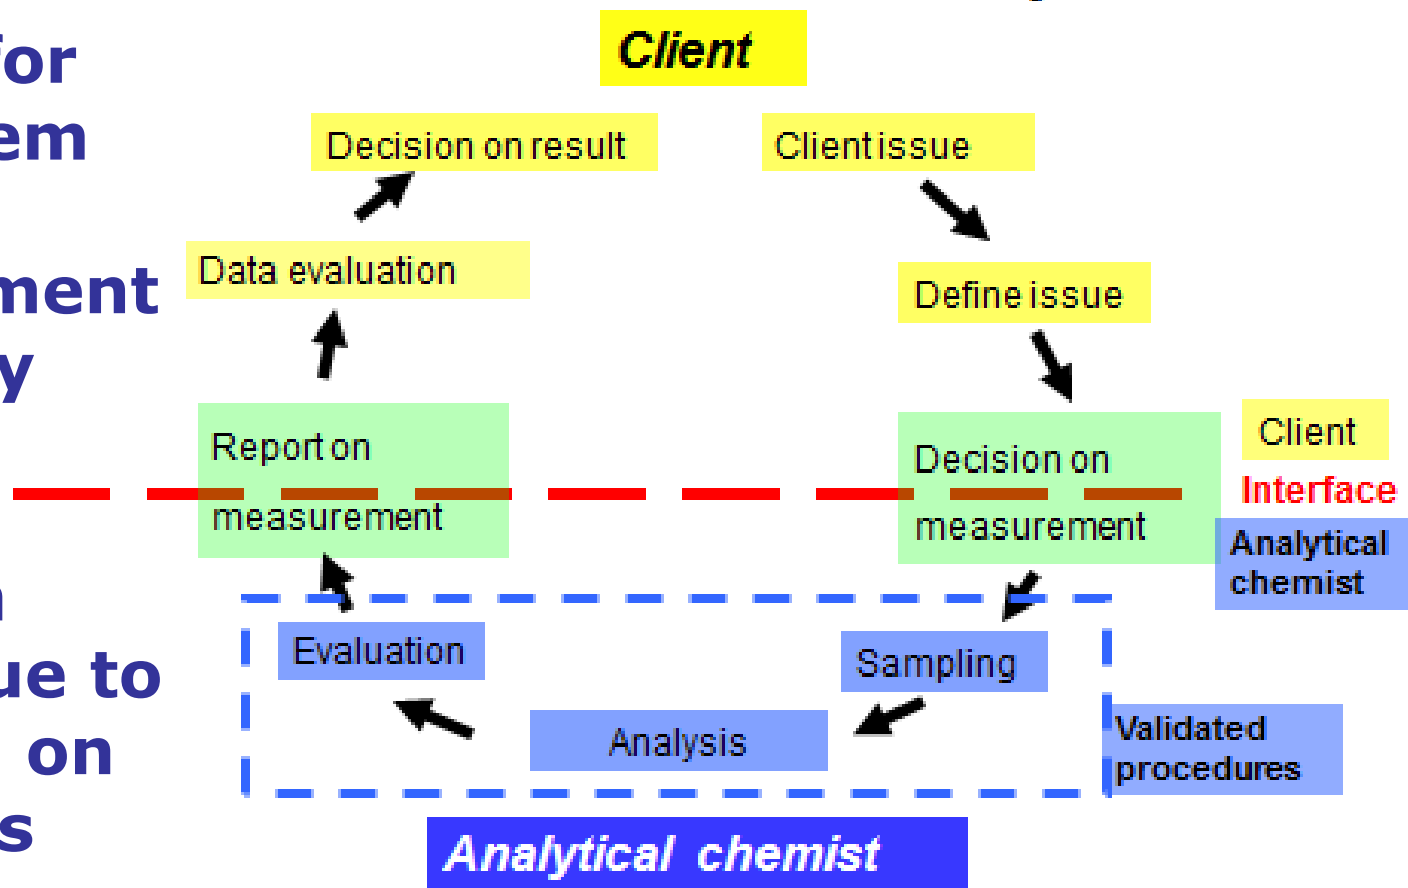 for
em
ment
y
ue to
on
s
Client
Decision on result
Client issue
Data evaluation
Define issue
Report on
measurement
Decision on
measurement
Client
Interface
Analytical
chemist
Evaluation
Sampling
Analysis
Validated
procedures
Analytical chemist